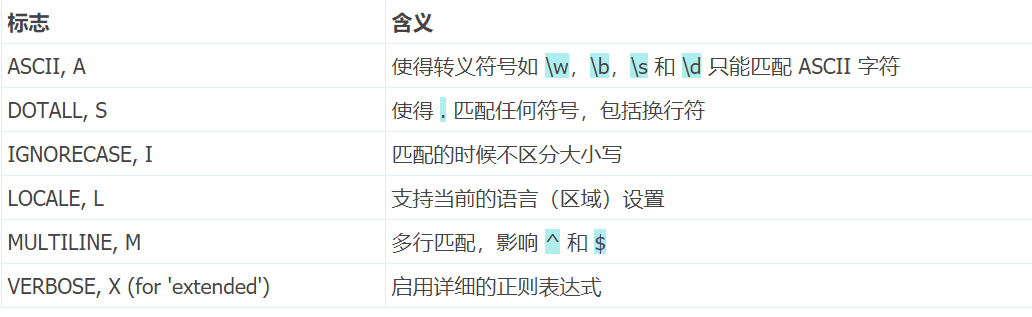 标志 含义
ASCII, A 使得转义符号如 \w，\b，\s 和 \d 只能匹配 ASCII 字符
DOTALL, S 使得 . 匹配任何符号，包括换行符
IGNORECASE, I 匹配的时候不区分大小写
LOCALE, L 支持当前的语言（区域）设置
MULTILINE, M 多行匹配，影响 ^ 和 $
VERBOSE, X (for 'extended') 启用详细的正则表达式